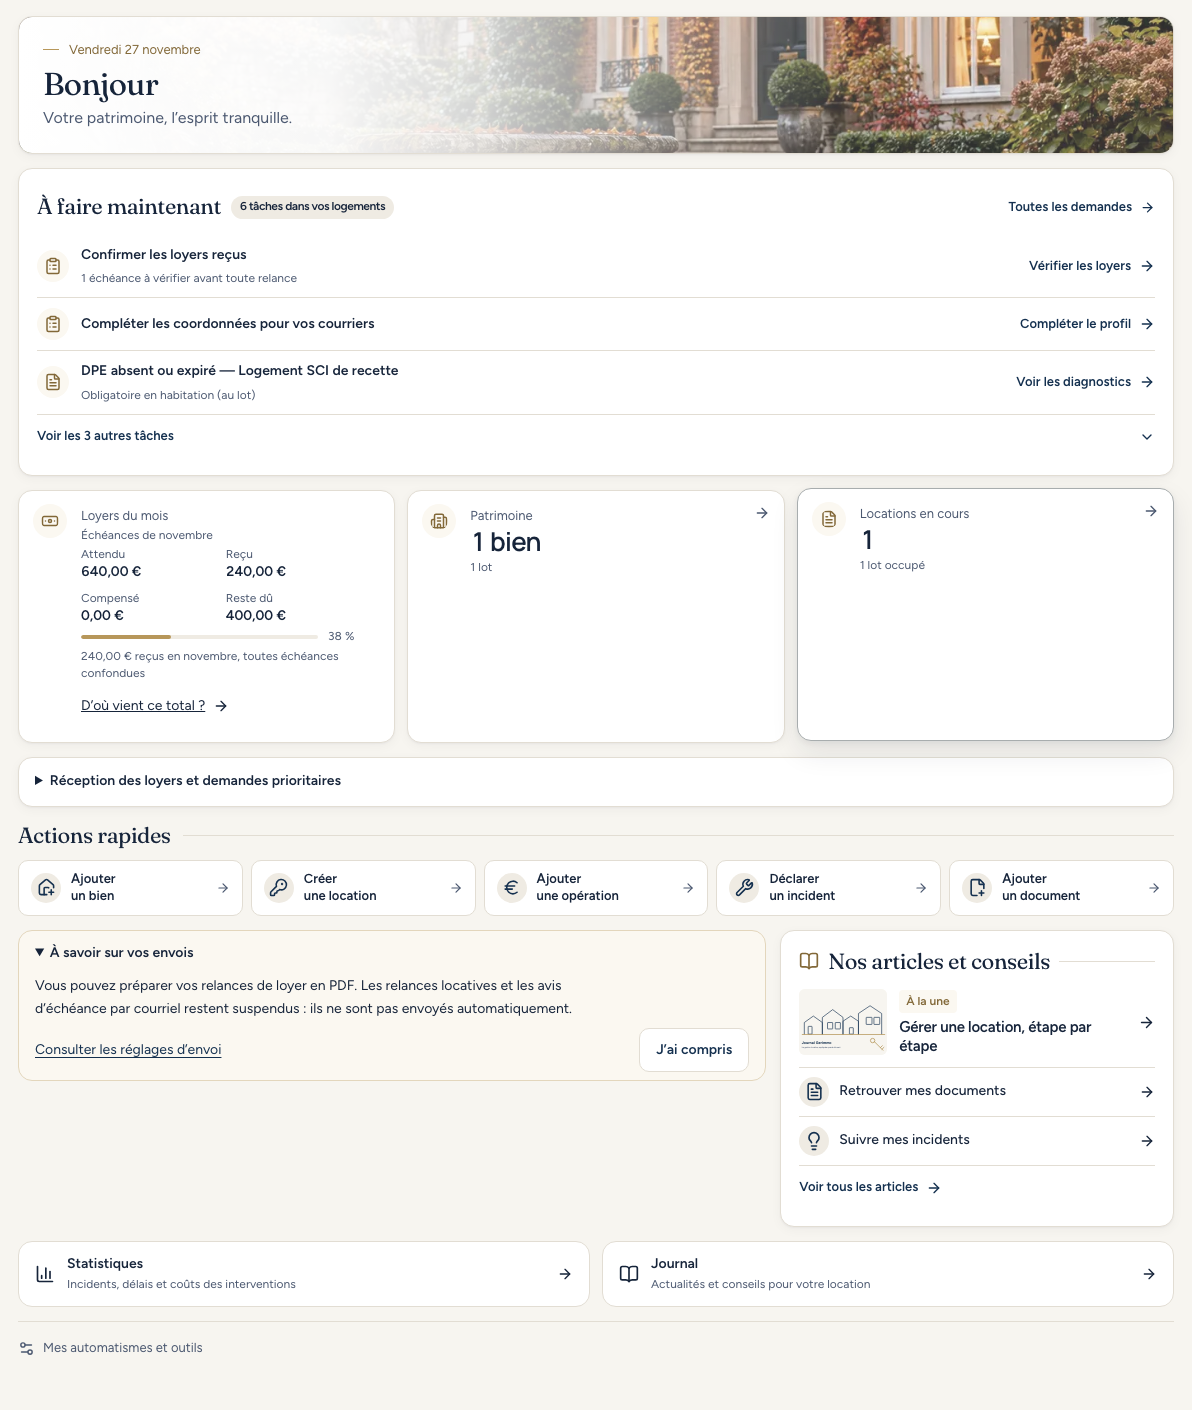 Vendredi 27 novembre
Bonjour
Votre patrimoine, l’esprit tranquille.
À faire maintenant
6 tâches dans vos logements
Toutes les demandes
Confirmer les loyers reçus
1 échéance à vérifier avant toute relance
Vérifier les loyers
Compléter les coordonnées pour vos courriers
Compléter le profil
DPE absent ou expiré — Logement SCI de recette
Obligatoire en habitation (au lot)
Voir les diagnostics
Voir les 3 autres tâches
Loyers du mois
Échéances de novembre
Attendu
640,00 €
Reçu
240,00 €
Compensé
0,00 €
Reste dû
400,00 €
38 %
240,00 € reçus en novembre, toutes échéances
confondues
D’où vient ce total ?
Patrimoine
1 bien
1 lot
Locations en cours
1
1 lot occupé
Réception des loyers et demandes prioritaires
Actions rapides
Ajouter
un bien
Créer
une location
Ajouter
une opération
Déclarer
un incident
Ajouter
un document
À savoir sur vos envois
Vous pouvez préparer vos relances de loyer en PDF. Les relances locatives et les avis
d’échéance par courriel restent suspendus : ils ne sont pas envoyés automatiquement.
Consulter les réglages d’envoi
J’ai compris
Nos articles et conseils
À la une
Gérer une location, étape par
étape
Retrouver mes documents
Suivre mes incidents
Voir tous les articles
Statistiques
Incidents, délais et coûts des interventions
Journal
Actualités et conseils pour votre location
Mes automatismes et outils